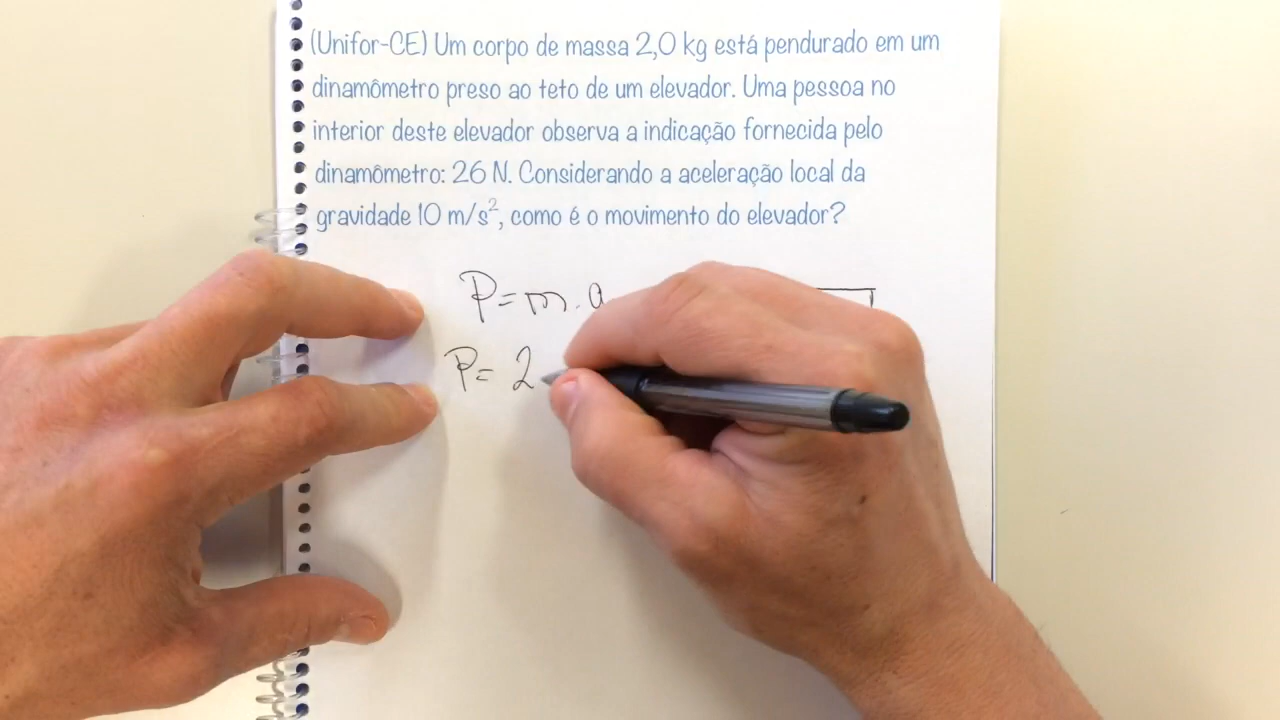 (Unifor-CE) Um corpo de massa 2,0 kg está pendurado em um
dinamômetro preso ao teto de um elevador. Uma pessoa no
interior deste elevador observa a indicação fornecida pelo
dinamômetro: 26 N. Considerando a aceleração local da
gravidade 10 m/s², como é o movimento do elevador?
P=m.g
P= 2